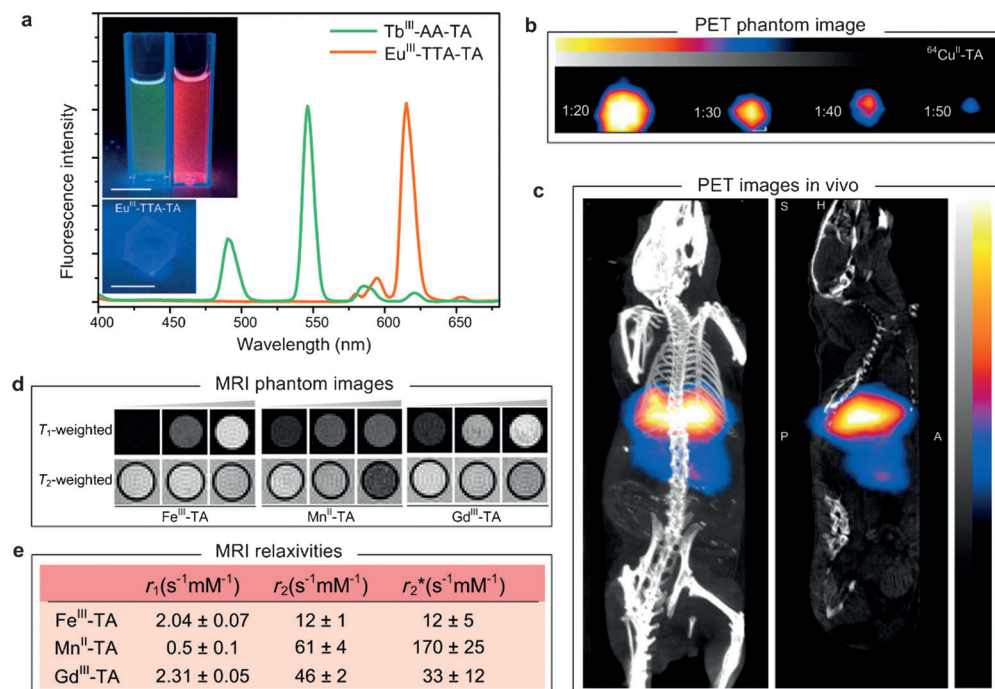 a
Tb^III-AA-TA
Eu^III-TTA-TA
Eu^III-TTA-TA
Fluorescence intensity
400 450 500 550 600 650
Wavelength (nm)
b
PET phantom image
^64Cu^II-TA
1:20 1:30 1:40 1:50
c
PET images in vivo
S H
P A
d
MRI phantom images
T1-weighted
T2-weighted
Fe^III-TA Mn^II-TA Gd^III-TA
e
MRI relaxivities
r1(s^-1mM^-1) r2(s^-1mM^-1) r2*(s^-1mM^-1)
Fe^III-TA 2.04 ± 0.07 12 ± 1 12 ± 5
Mn^II-TA 0.5 ± 0.1 61 ± 4 170 ± 25
Gd^III-TA 2.31 ± 0.05 46 ± 2 33 ± 12